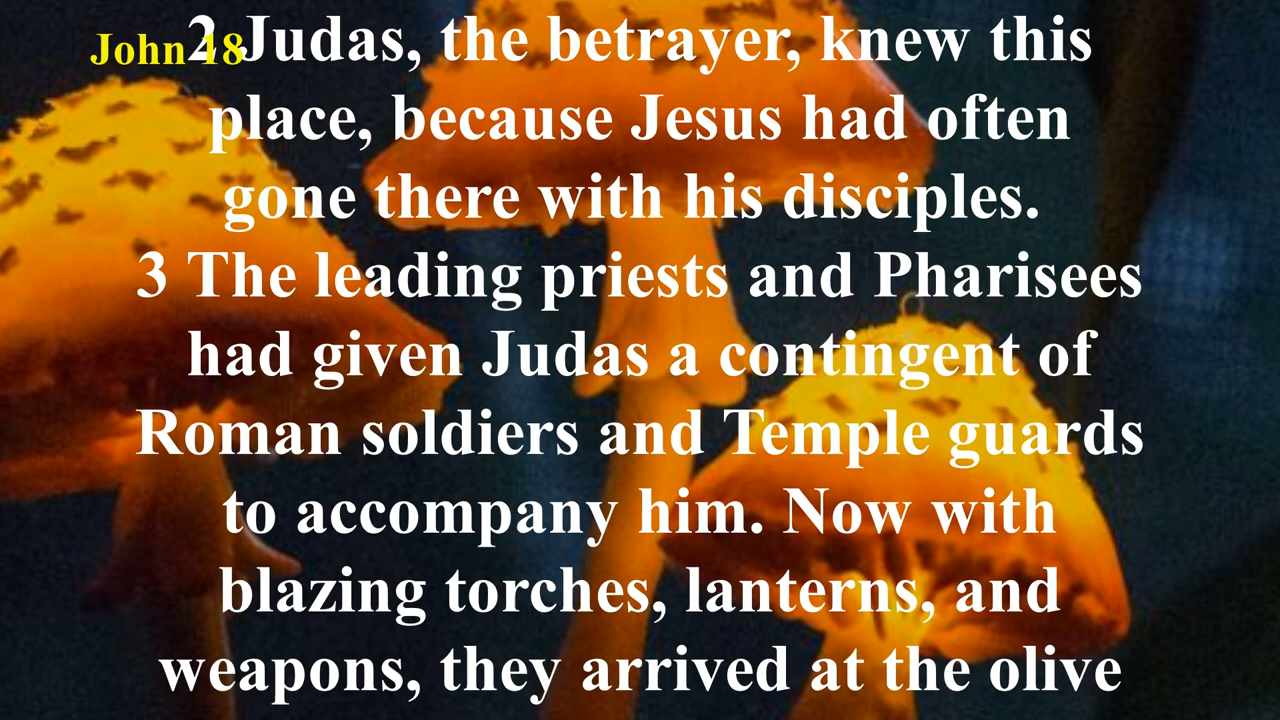 John 18
2 Judas, the betrayer, knew this
place, because Jesus had often
gone there with his disciples.
3 The leading priests and Pharisees
had given Judas a contingent of
Roman soldiers and Temple guards
to accompany him. Now with
blazing torches, lanterns, and
weapons, they arrived at the olive